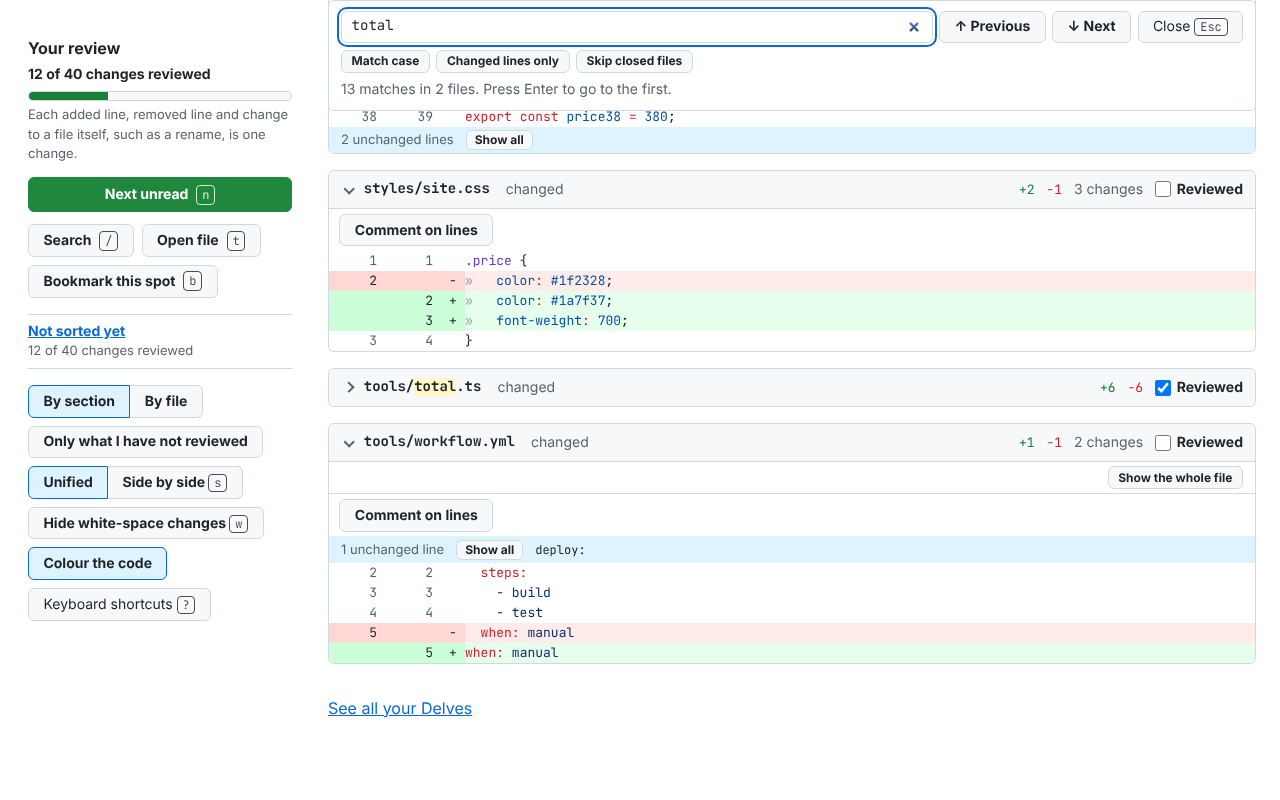 total
↑ Previous
↓ Next
Close Esc
Match case
Changed lines only
Skip closed files
13 matches in 2 files. Press Enter to go to the first.
Your review
12 of 40 changes reviewed
Each added line, removed line and change
to a file itself, such as a rename, is one
change.
Next unread n
Search /
Open file t
Bookmark this spot b
Not sorted yet
12 of 40 changes reviewed
By section
By file
Only what I have not reviewed
Unified
Side by side s
Hide white-space changes w
Colour the code
Keyboard shortcuts ?
38 39 export const price38 = 380;
2 unchanged lines Show all
styles/site.css changed +2 -1 3 changes Reviewed
Comment on lines
1 1 .price {
2 - » color: #1f2328;
2 + » color: #1a7f37;
3 + » font-weight: 700;
3 4 }
tools/total.ts changed +6 -6 Reviewed
tools/workflow.yml changed +1 -1 2 changes Reviewed
Show the whole file
Comment on lines
1 unchanged line Show all deploy:
2 2 steps:
3 3 - build
4 4 - test
5 - when: manual
5 + when: manual
See all your Delves